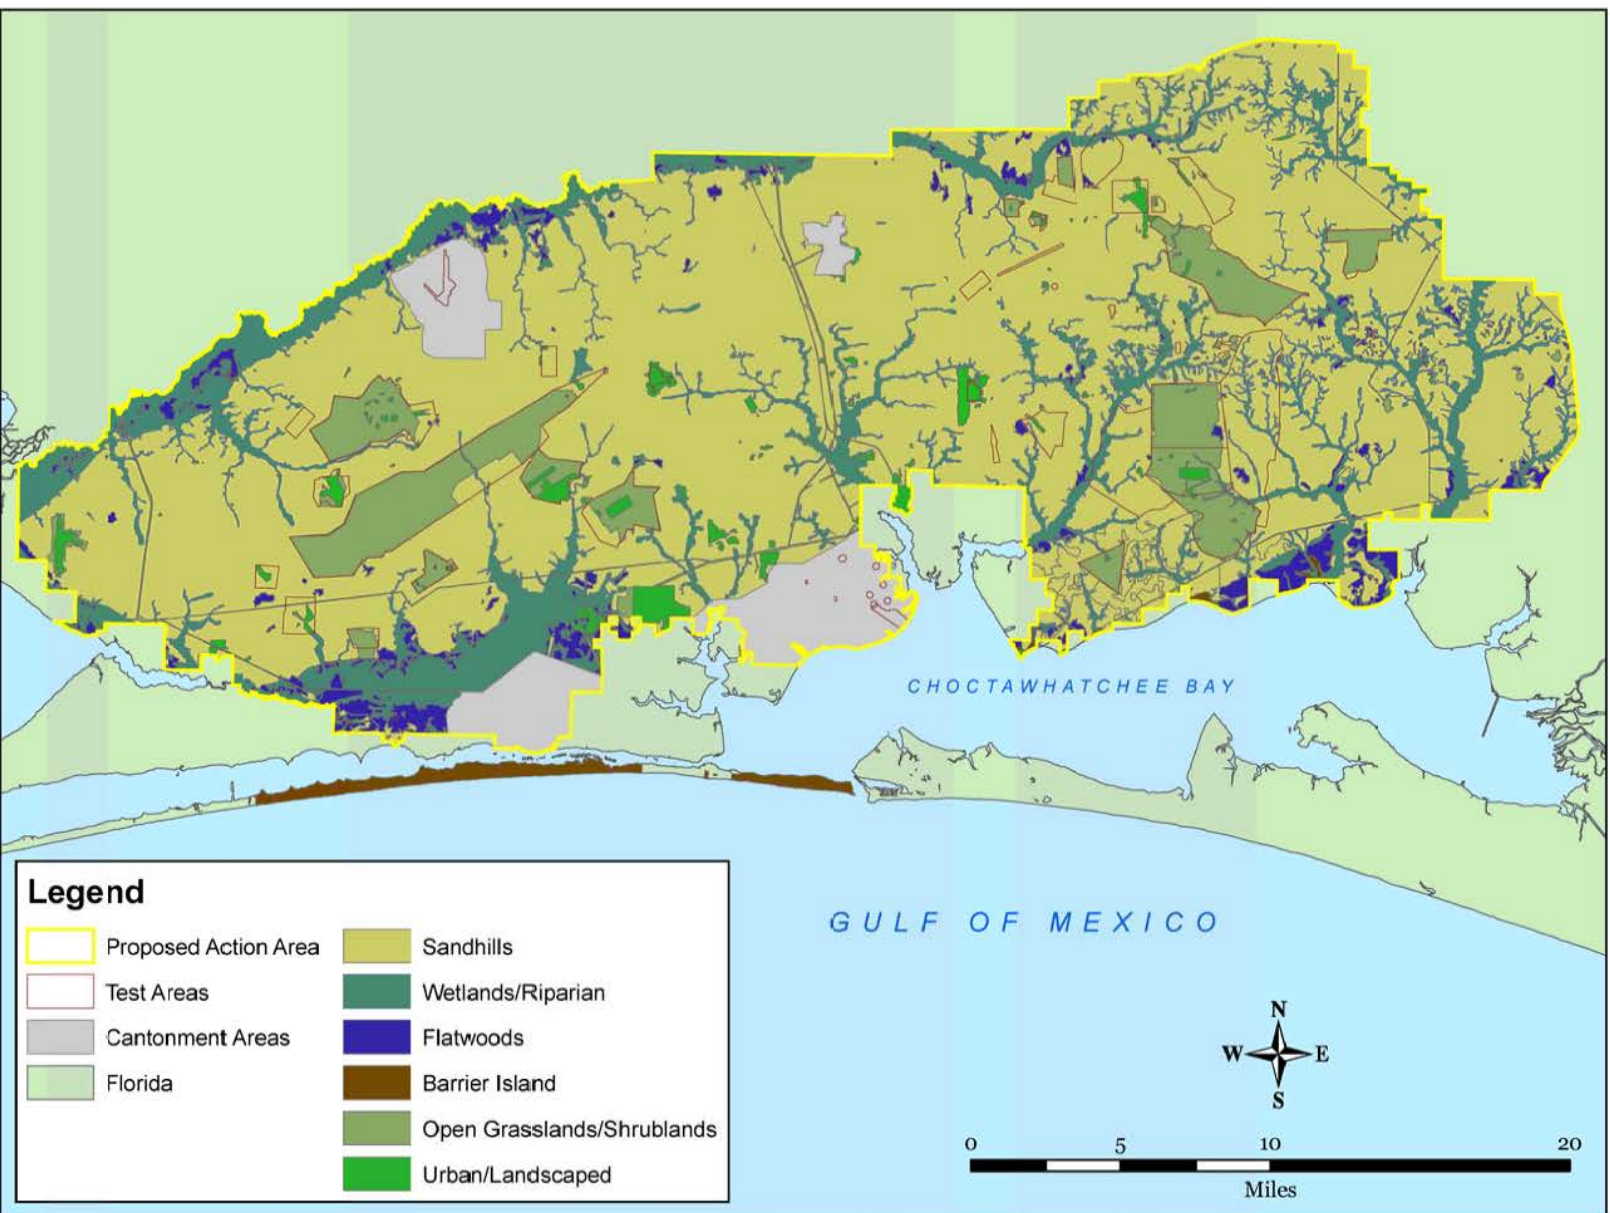 CHOCTAWHATCHEE BAY
GULF OF MEXICO
Legend
Proposed Action Area
Test Areas
Cantonment Areas
Florida
Sandhills
Wetlands/Riparian
Flatwoods
Barrier Island
Open Grasslands/Shrublands
Urban/Landscaped
N
W E
S
0 5 10 20
Miles